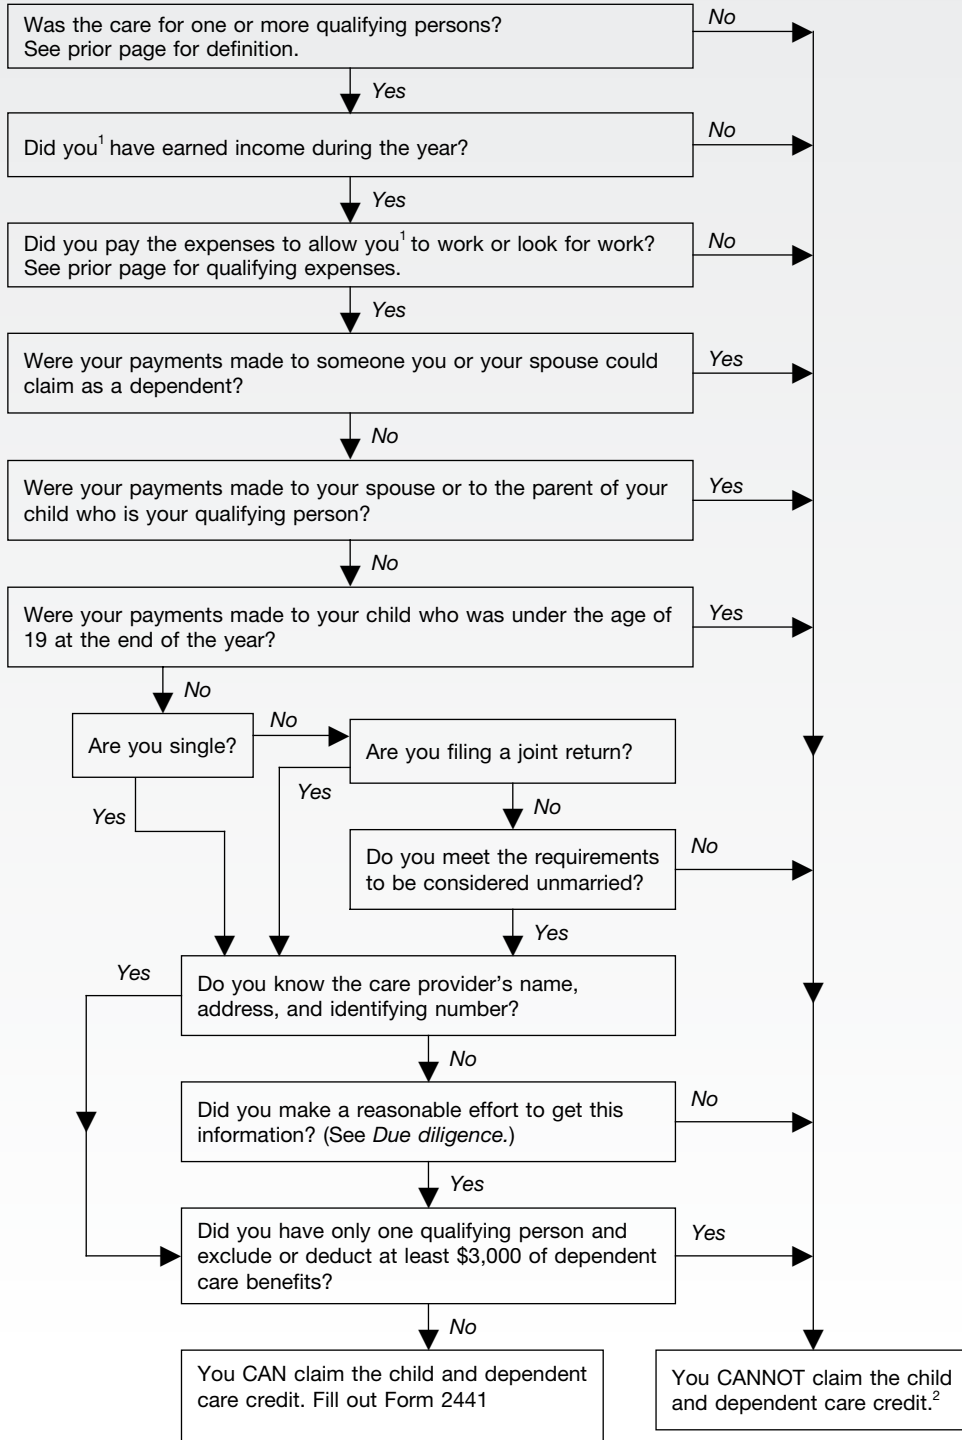 Was the care for one or more qualifying persons?
See prior page for definition.
No
Yes
Did you¹ have earned income during the year?
No
Yes
Did you pay the expenses to allow you¹ to work or look for work?
See prior page for qualifying expenses.
No
Yes
Were your payments made to someone you or your spouse could
claim as a dependent?
Yes
No
Were your payments made to your spouse or to the parent of your
child who is your qualifying person?
Yes
No
Were your payments made to your child who was under the age of
19 at the end of the year?
Yes
No
Are you single?
No
Are you filing a joint return?
Yes
Yes
No
Do you meet the requirements
to be considered unmarried?
No
Yes
Yes
Do you know the care provider's name,
address, and identifying number?
No
Did you make a reasonable effort to get this
information? (See Due diligence.)
No
Yes
Did you have only one qualifying person and
exclude or deduct at least $3,000 of dependent
care benefits?
Yes
No
You CAN claim the child and dependent
care credit. Fill out Form 2441
You CANNOT claim the child
and dependent care credit.²